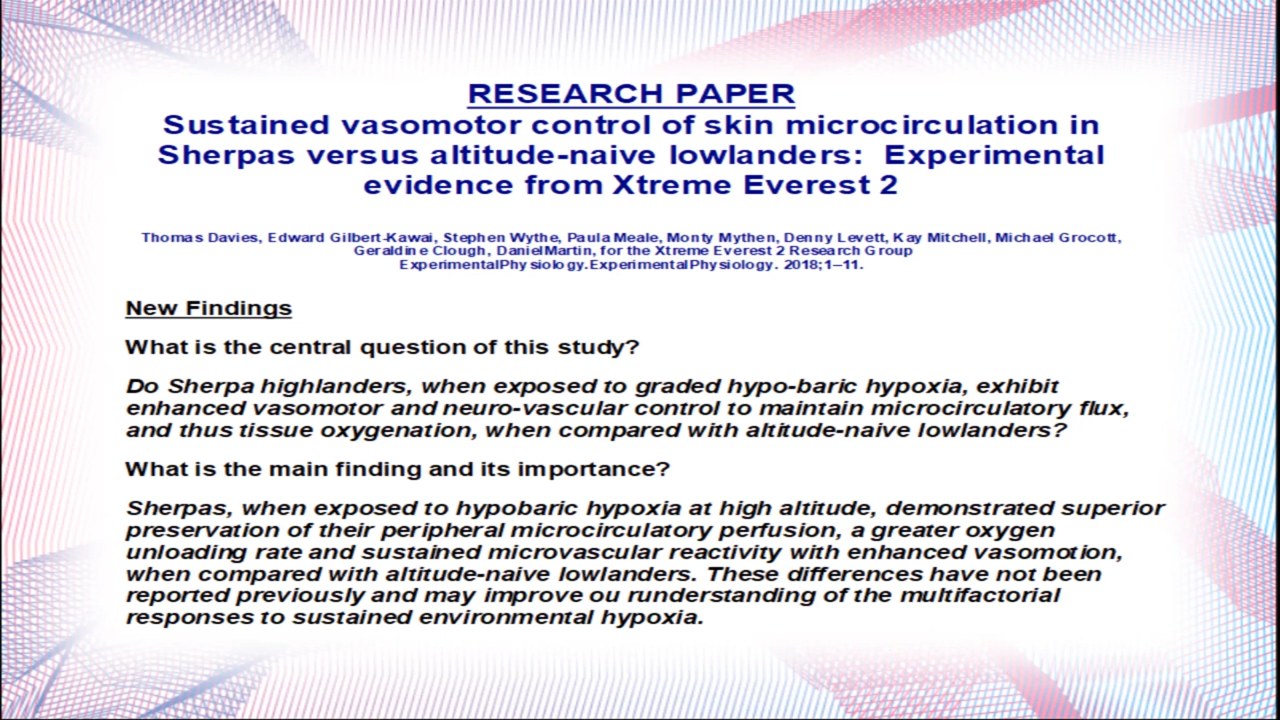 RESEARCH PAPER
Sustained vasomotor control of skin microcirculation in
Sherpas versus altitude-naive lowlanders:  Experimental
evidence from Xtreme Everest 2
Thomas Davies, Edward Gilbert-Kawai, Stephen Wythe, Paula Meale, Monty Mythen, Denny Levett, Kay Mitchell, Michael Grocott,
Geraldine Clough, DanielMartin, for the Xtreme Everest 2 Research Group
ExperimentalPhysiology.ExperimentalPhysiology. 2018;1–11.
New Findings
What is the central question of this study?
Do Sherpa highlanders, when exposed to graded hypo-baric hypoxia, exhibit
enhanced vasomotor and neuro-vascular control to maintain microcirculatory flux,
and thus tissue oxygenation, when compared with altitude-naive lowlanders?
What is the main finding and its importance?
Sherpas, when exposed to hypobaric hypoxia at high altitude, demonstrated superior
preservation of their peripheral microcirculatory perfusion, a greater oxygen
unloading rate and sustained microvascular reactivity with enhanced vasomotion,
when compared with altitude-naive lowlanders. These differences have not been
reported previously and may improve ou runderstanding of the multifactorial
responses to sustained environmental hypoxia.